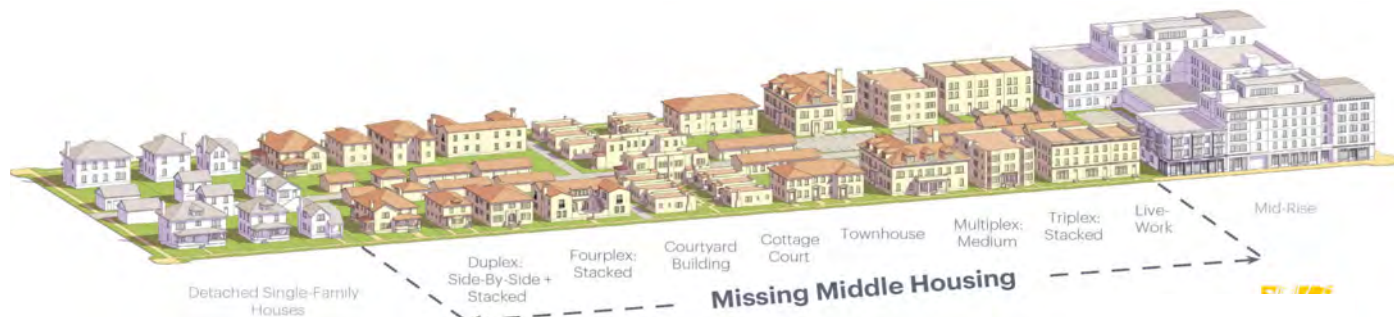 Detached Single-Family
Houses
Duplex:
Side-By-Side +
Stacked
Fourplex:
Stacked
Courtyard
Building
Cottage
Court
Townhouse
Multiplex:
Medium
Triplex:
Stacked
Live-
Work
Mid-Rise
Missing Middle Housing